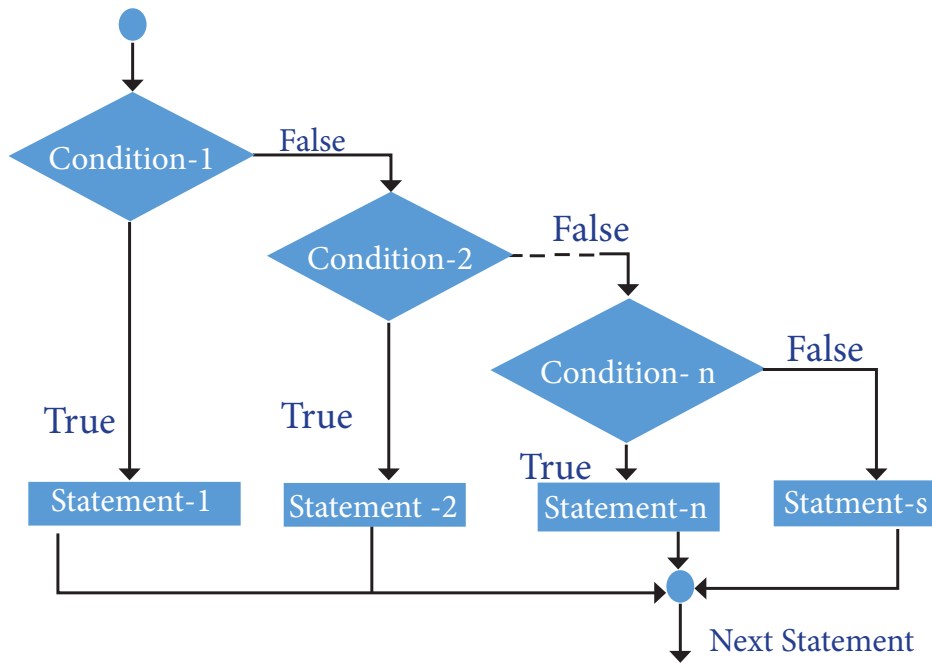 False
Condition-1
False
Condition-2
False
Condition- n
True
True
True
Statement-1
Statement -2
Statement-n
Statment-s
Next Statement